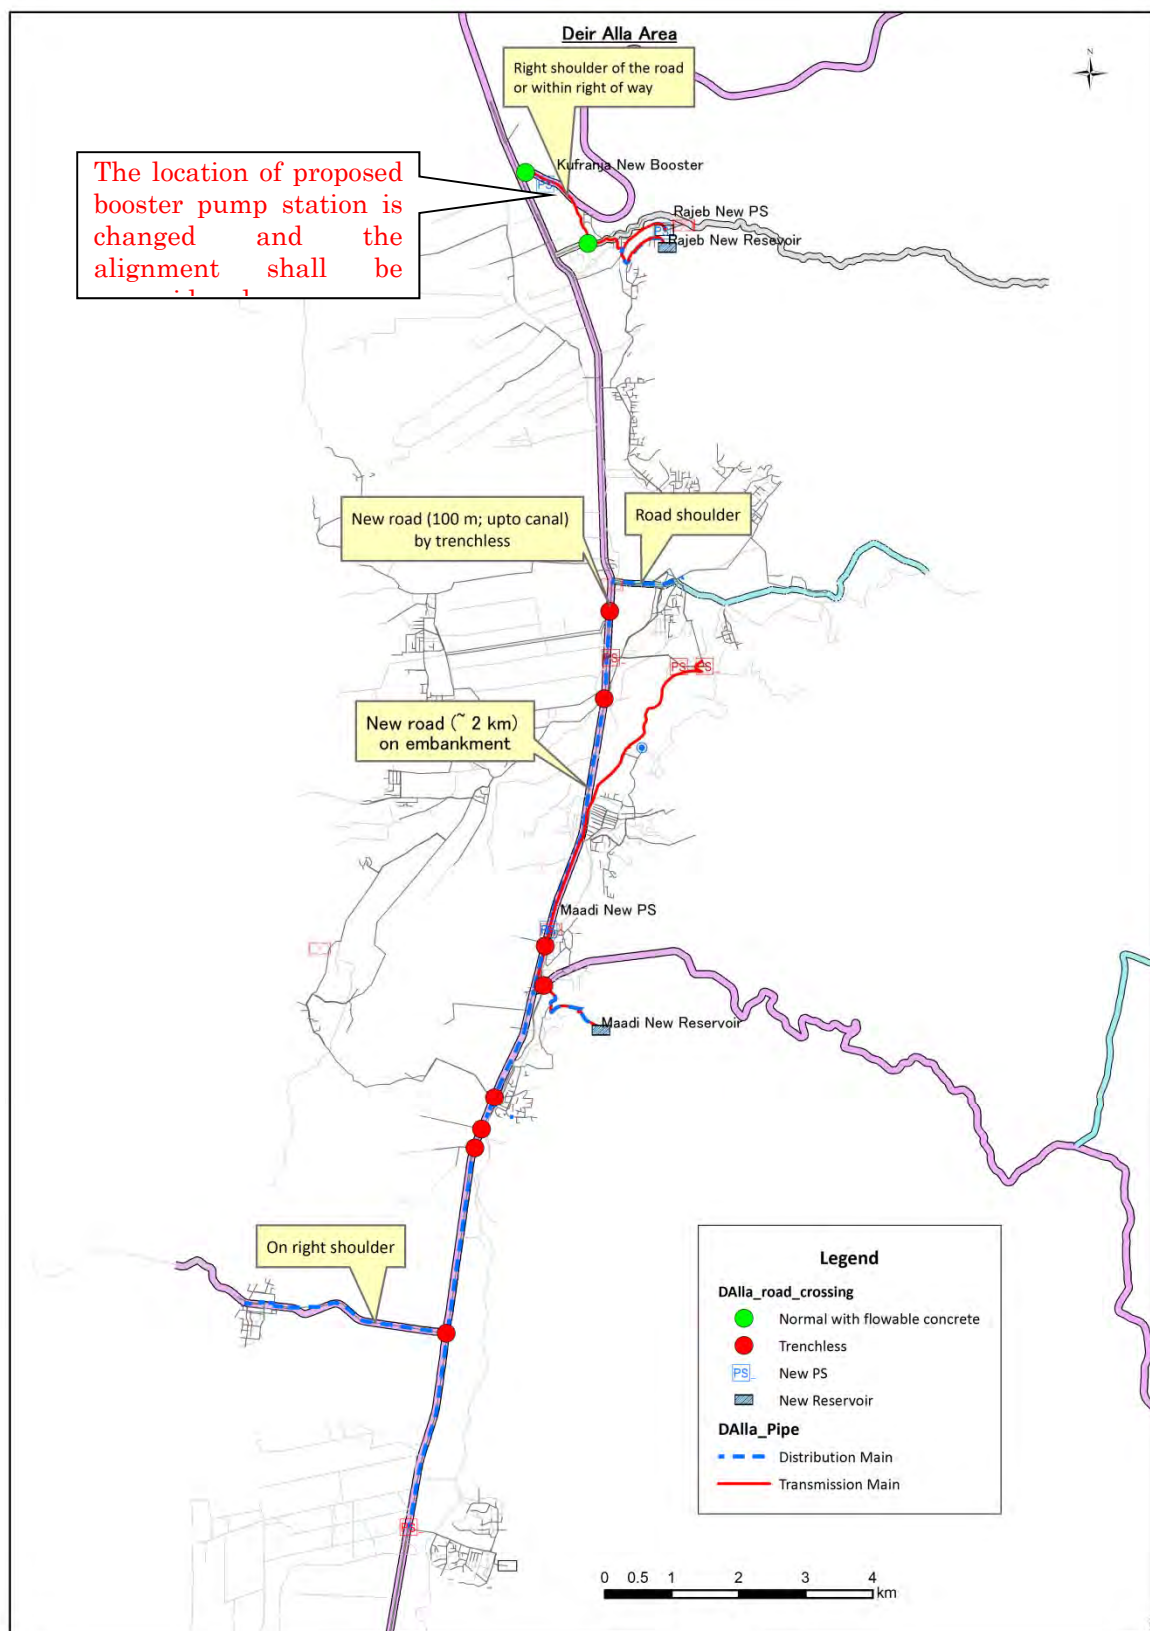 Deir Alla Area
N
Right shoulder of the road
or within right of way
The location of proposed
booster pump station is
changed and the
alignment shall be
Kufranja New Booster
PS
Rajeb New PS
PS
Rajeb New Resevoir
New road (100 m; upto canal)
by trenchless
Road shoulder
PS
PS
PS
New road (~ 2 km)
on embankment
Maadi New PS
Maadi New Reservoir
On right shoulder
Legend
DAlla_road_crossing
Normal with flowable concrete
Trenchless
PS_ New PS
New Reservoir
DAlla_Pipe
Distribution Main
Transmission Main
PS
0 0.5 1 2 3 4
km